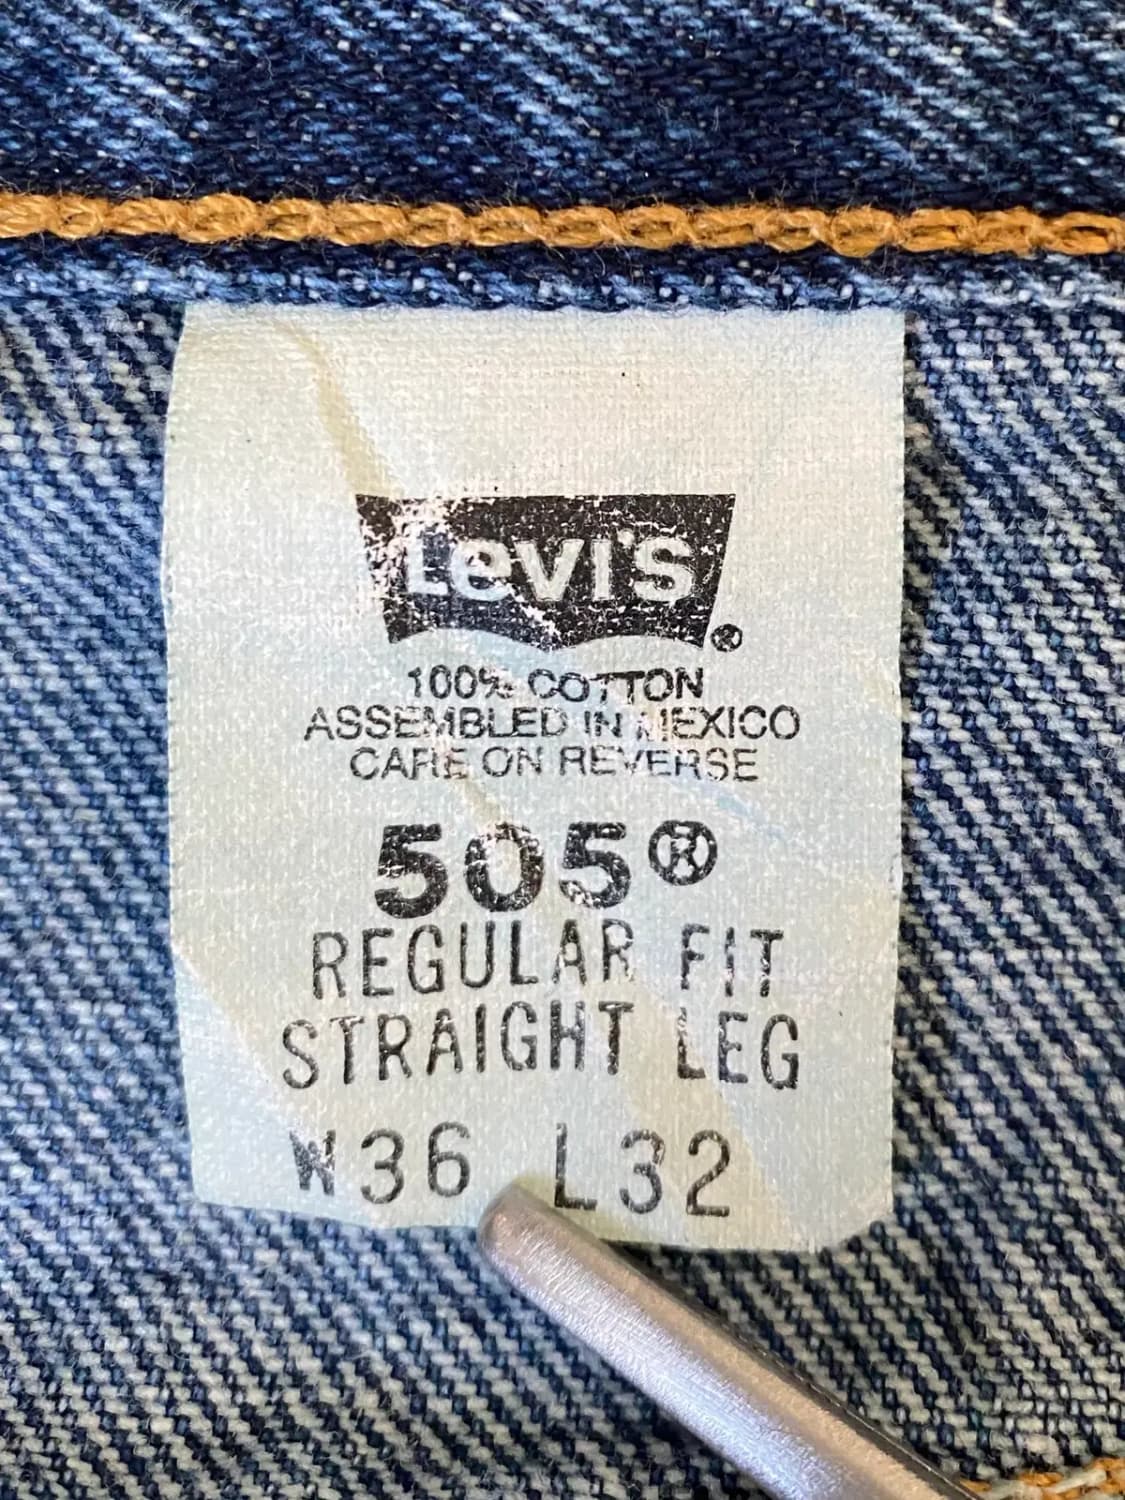 Levi's®
100% COTTON
ASSEMBLED IN MEXICO
CARE ON REVERSE
505®
REGULAR FIT
STRAIGHT LEG
W36 L32